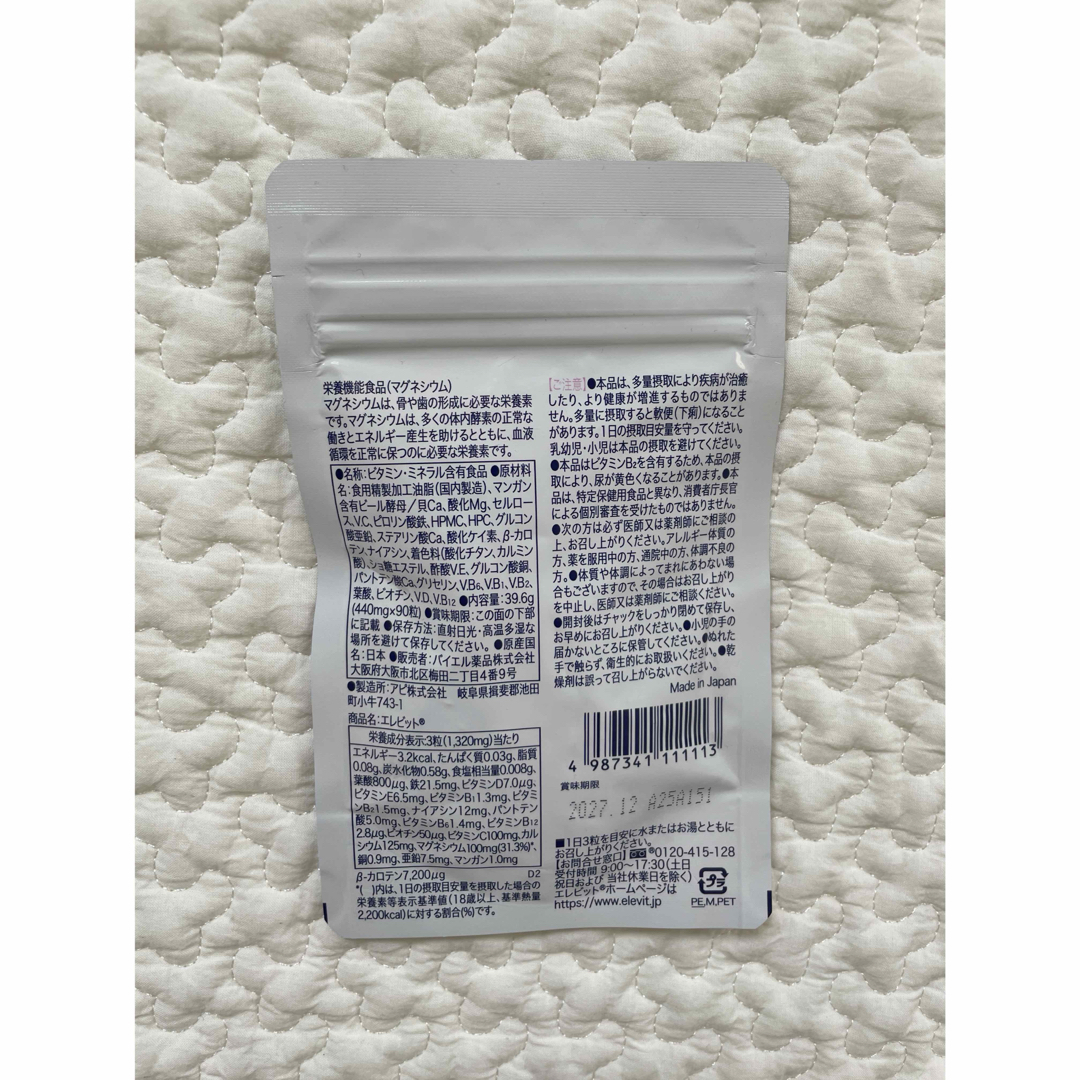 栄養機能食品(マグネシウム)
マグネシウムは、骨や歯の形成に必要な栄養素
です。マグネシウムは、多くの体内酵素の正常な
働きとエネルギー産生を助けるとともに、血液
循環を正常に保つのに必要な栄養素です。
●名称:ビタミン・ミネラル含有食品 ●原材料
名:食用精製加工油脂(国内製造)、マンガン
含有ビール酵母/貝Ca、酸化Mg、セルロー
ス、V.C、ピロリン酸鉄、HPMC、HPC、グルコン
酸亜鉛、ステアリン酸Ca、酸化ケイ素、β-カロ
テン、ナイアシン、着色料(酸化チタン、カルミン
酸)、ショ糖エステル、酢酸V.E、グルコン酸銅、
パントテン酸Ca、グリセリン、V.B6、V.B1、V.B2、
葉酸、ビオチン、V.D、V.B12 ●内容量:39.6g
(440mg×90粒) ●賞味期限:この面の下部
に記載 ●保存方法:直射日光・高温多湿な
場所を避けて保存してください。 ●原産国
名:日本 ●販売者:バイエル薬品株式会社
大阪府大阪市北区梅田二丁目4番9号
●製造所:アピ株式会社 岐阜県揖斐郡池田
町小牛743-1
商品名:エレビット®
栄養成分表示:3粒(1,320mg)当たり
エネルギー3.2kcal、たんぱく質0.03g、脂質
0.08g、炭水化物0.58g、食塩相当量0.008g、
葉酸800μg、鉄21.5mg、ビタミンD7.0μg、
ビタミンE6.5mg、ビタミンB1 1.3mg、ビタミ
ンB2 1.5mg、ナイアシン12mg、パントテン
酸5.0mg、ビタミンB6 1.4mg、ビタミンB12
2.8μg、ビオチン50μg、ビタミンC100mg、カル
シウム125mg、マグネシウム100mg(31.3%)*、
銅0.9mg、亜鉛7.5mg、マンガン1.0mg
β-カロテン7,200μg D2
*( )内は、1日の摂取目安量を摂取した場合の
栄養素等表示基準値(18歳以上、基準熱量
2,200kcal)に対する割合(%)です。
【ご注意】●本品は、多量摂取により疾病が治癒
したり、より健康が増進するものではありま
せん。多量に摂取すると軟便(下痢)になること
があります。1日の摂取目安量を守ってください。
乳幼児・小児は本品の摂取を避けてください。
●本品はビタミンB2を含有するため、本品の摂
取により、尿が黄色くなることがあります。●本
品は、特定保健用食品と異なり、消費者庁長官
による個別審査を受けたものではありません。
●次の方は必ず医師又は薬剤師にご相談の
上、お召し上がりください。アレルギー体質の
方、薬を服用中の方、通院中の方、体調不良の
方。●体質や体調によってまれにあわない場
合もございますので、その場合はお召し上がり
を中止し、医師又は薬剤師にご相談ください。
●開封後はチャックをしっかり閉めて保存し、
お早めにお召し上がりください。●小児の手の
届かないところに保管してください。●ぬれた
手で触らず、衛生的にお取扱いください。●乾
燥剤は誤って召し上がらないでください。
Made in Japan
4 987341 111113
賞味期限
2027.12 A25A151
■1日3粒を目安に水またはお湯とともに
お召し上がりください。
【お問合せ窓口】 0120-415-128
受付時間 9:00~17:30(土日
祝日および 当社休業日を除く)
エレビット®ホームページは
https://www.elevit.jp
プラ
PE,M,PET